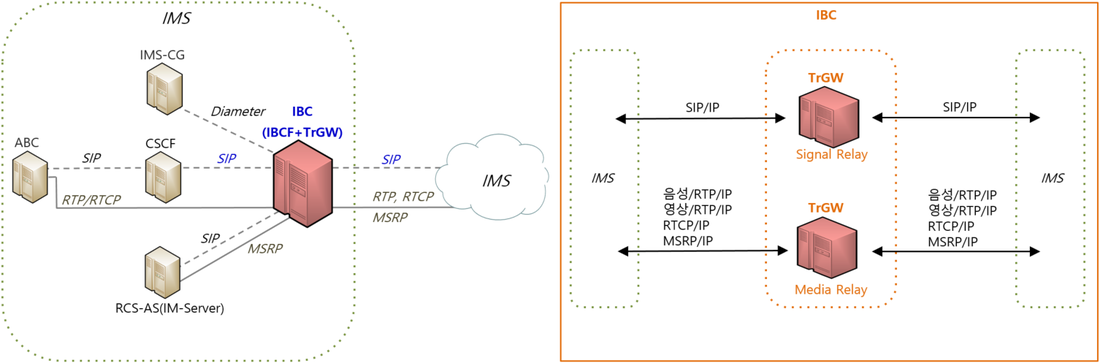 IMS
IMS-CG
Diameter
IBC
(IBCF+TrGW)
ABC
SIP
CSCF
SIP
SIP
RTP/RTCP
RTP, RTCP
MSRP
IMS
SIP
MSRP
RCS-AS(IM-Server)
IBC
TrGW
SIP/IP
SIP/IP
Signal Relay
IMS
IMS
음성/RTP/IP
영상/RTP/IP
RTCP/IP
MSRP/IP
TrGW
음성/RTP/IP
영상/RTP/IP
RTCP/IP
MSRP/IP
Media Relay